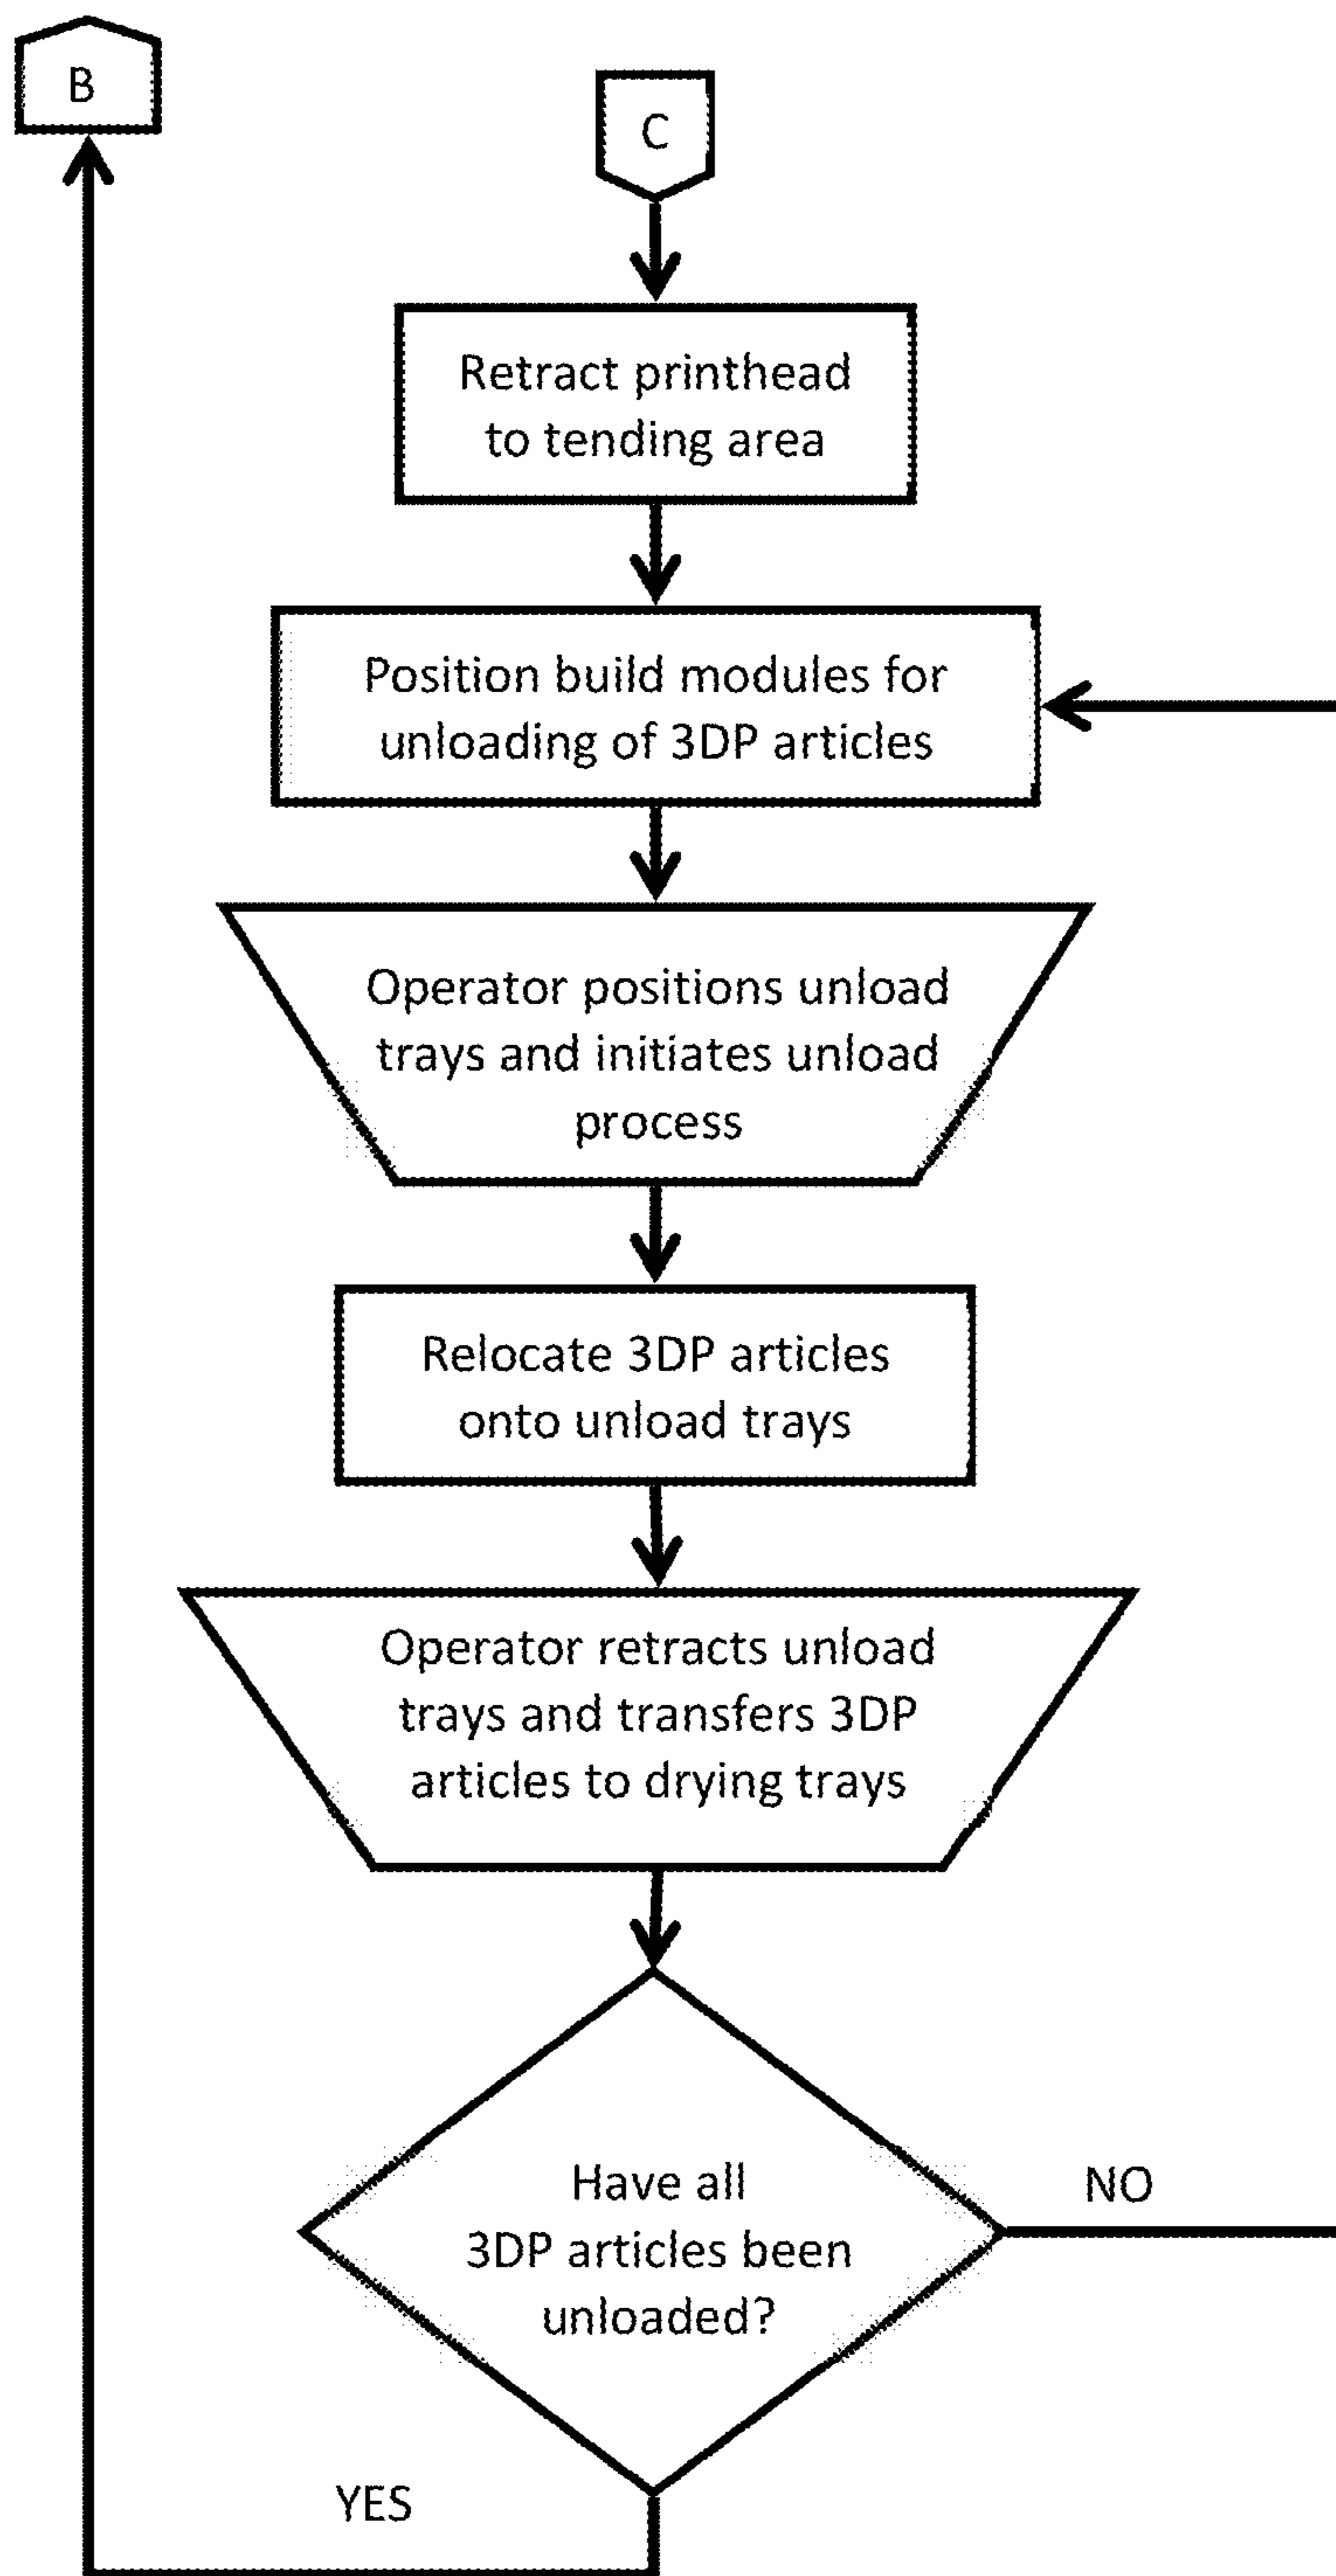 B
C
Retract printhead
to tending area
Position build modules for
unloading of 3DP articles
Operator positions unload
trays and initiates unload
process
Relocate 3DP articles
onto unload trays
Operator retracts unload
trays and transfers 3DP
articles to drying trays
Have all
3DP articles been
unloaded?
NO
YES